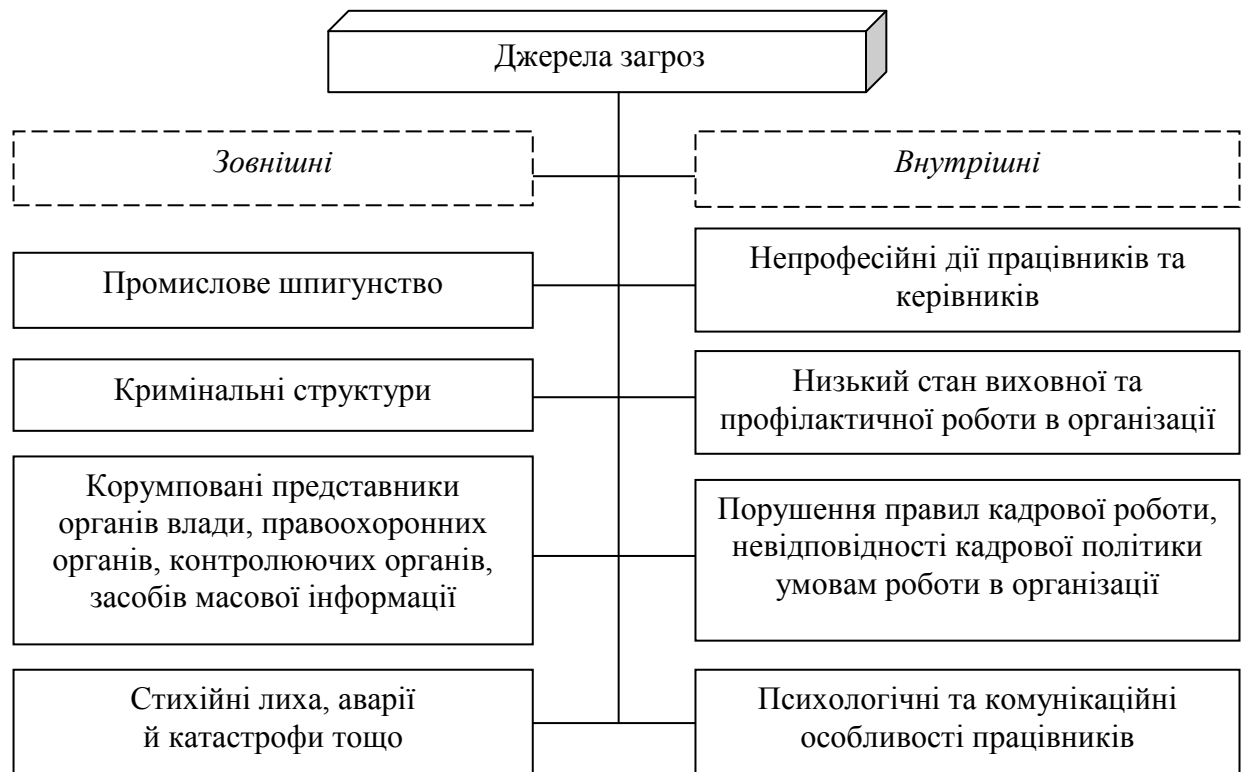 Джерела загроз
Зовнішні
Внутрішні
Промислове шпигунство
Непрофесійні дії працівників та
керівників
Кримінальні структури
Низький стан виховної та
профілактичної роботи в організації
Корумповані представники
органів влади, правоохоронних
органів, контролюючих органів,
засобів масової інформації
Порушення правил кадрової роботи,
невідповідності кадрової політики
умовам роботи в організації
Стихійні лиха, аварії
й катастрофи тощо
Психологічні та комунікаційні
особливості працівників